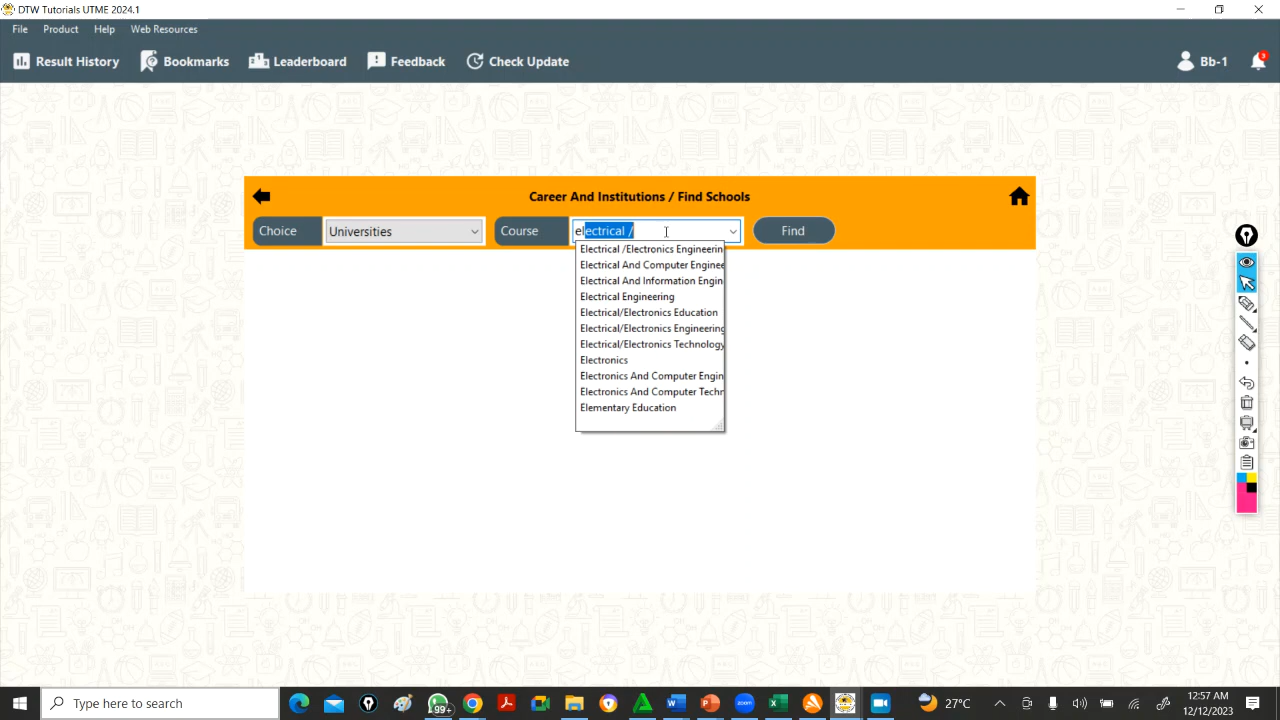 DTW Tutorials UTME 2024.1
File Product Help Web Resources
Result History Bookmarks Leaderboard Feedback Check Update Bb-1 3
Career And Institutions / Find Schools
Choice Universities Course electrical / Find
Electrical /Electronics Engineerin
Electrical And Computer Enginee
Electrical And Information Engin
Electrical Engineering
Electrical/Electronics Education
Electrical/Electronics Engineering
Electrical/Electronics Technology
Electronics
Electronics And Computer Engin
Electronics And Computer Techn
Elementary Education
Type here to search 99+ zoom 27°C 12:57 AM
12/12/2023